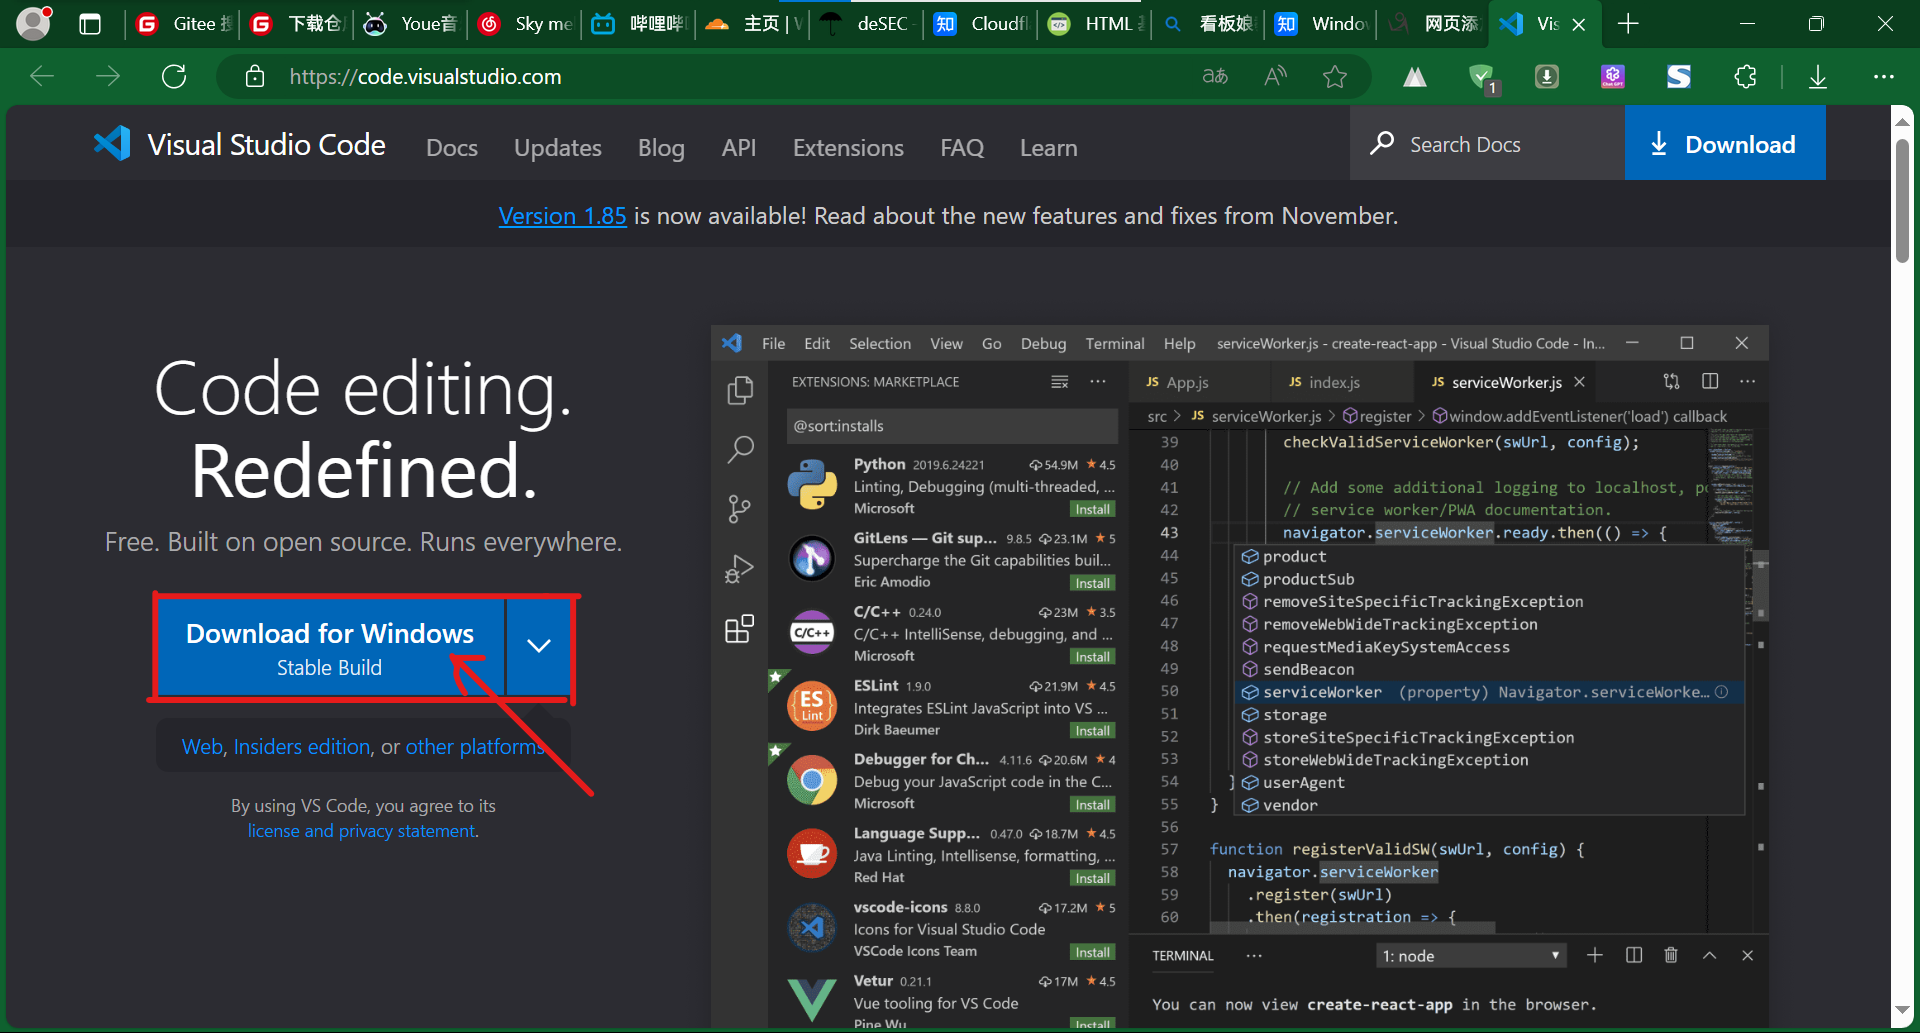 Gitee 搜
下载仓
Youe音
Sky me
哔哩哔
主页 | V
deSEC -
Cloudfl
HTML
看板娘
Windo
网页添
Vis
https://code.visualstudio.com
1
Visual Studio Code
Docs
Updates
Blog
API
Extensions
FAQ
Learn
Search Docs
Download
Version 1.85 is now available! Read about the new features and fixes from November.
Code editing.
Redefined.
Free. Built on open source. Runs everywhere.
Download for Windows
Stable Build
Web, Insiders edition, or other platforms
By using VS Code, you agree to its
license and privacy statement.
File Edit Selection View Go Debug Terminal Help serviceWorker.js - create-react-app - Visual Studio Code - In...
EXTENSIONS: MARKETPLACE
@sort:installs
Python 2019.6.24221 54.9M 4.5
Linting, Debugging (multi-threaded, ...
Microsoft Install
GitLens — Git sup... 9.8.5 23.1M 5
Supercharge the Git capabilities buil...
Eric Amodio Install
C/C++
C/C++ 0.24.0 23M 3.5
C/C++ IntelliSense, debugging, and ...
Microsoft Install
ES
Lint
ESLint 1.9.0 21.9M 4.5
Integrates ESLint JavaScript into VS ...
Dirk Baeumer Install
Debugger for Ch... 4.11.6 20.6M 4
Debug your JavaScript code in the C...
Microsoft Install
Language Supp... 0.47.0 18.7M 4.5
Java Linting, Intellisense, formatting, ...
Red Hat Install
vscode-icons 8.8.0 17.2M 5
Icons for Visual Studio Code
VSCode Icons Team Install
Vetur 0.21.1 17M 4.5
Vue tooling for VS Code
Pine Wu Install
JS App.js
JS index.js
JS serviceWorker.js
src > JS serviceWorker.js > register > window.addEventListener('load') callback
39 checkValidServiceWorker(swUrl, config);
40
41 // Add some additional logging to localhost, po
42 // service worker/PWA documentation.
43 navigator.serviceWorker.ready.then(() => {
44 product
45 productSub
46 removeSiteSpecificTrackingException
47 removeWebWideTrackingException
48 requestMediaKeySystemAccess
49 sendBeacon
50 serviceWorker (property) Navigator.serviceWorke...
51 storage
52 storeSiteSpecificTrackingException
53 storeWebWideTrackingException
54 } userAgent
55 } vendor
56
57 function registerValidSW(swUrl, config) {
58 navigator.serviceWorker
59 .register(swUrl)
60 .then(registration => {
TERMINAL ... 1: node
You can now view create-react-app in the browser.